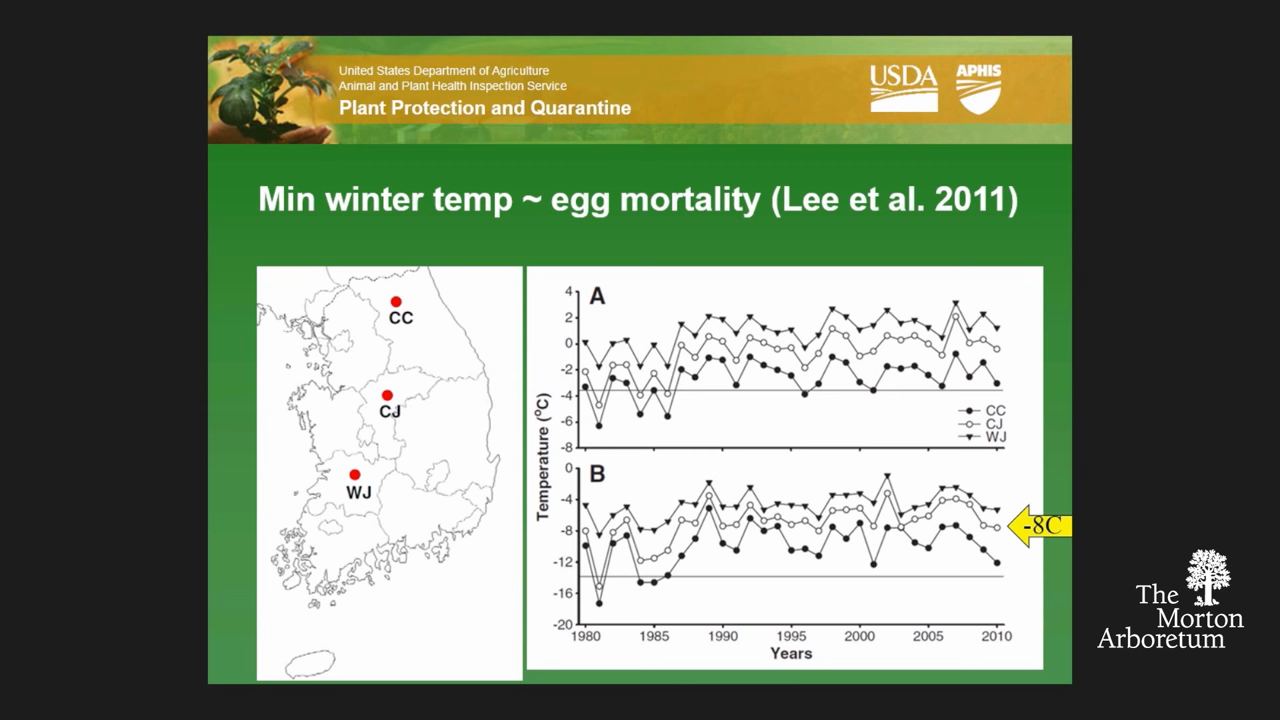 United States Department of Agriculture
Animal and Plant Health Inspection Service
Plant Protection and Quarantine
USDA
APHIS
Min winter temp ~ egg mortality (Lee et al. 2011)
CC
CJ
WJ
Temperature (°C)
A
4
2
0
-2
-4
-6
-8
CC
CJ
WJ
B
0
-4
-8
-12
-16
-20
1980 1985 1990 1995 2000 2005 2010
Years
-8C
The
Morton
Arboretum